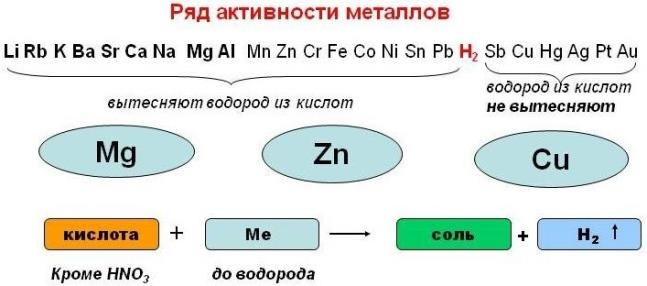 Ряд активности металлов
Li Rb K Ba Sr Ca Na Mg Al Mn Zn Cr Fe Co Ni Sn Pb H₂ Sb Cu Hg Ag Pt Au
вытесняют водород из кислот
водород из кислот
не вытесняют
Mg Zn Cu
кислота + Me → соль + H₂ ↑
Кроме HNO₃ до водорода